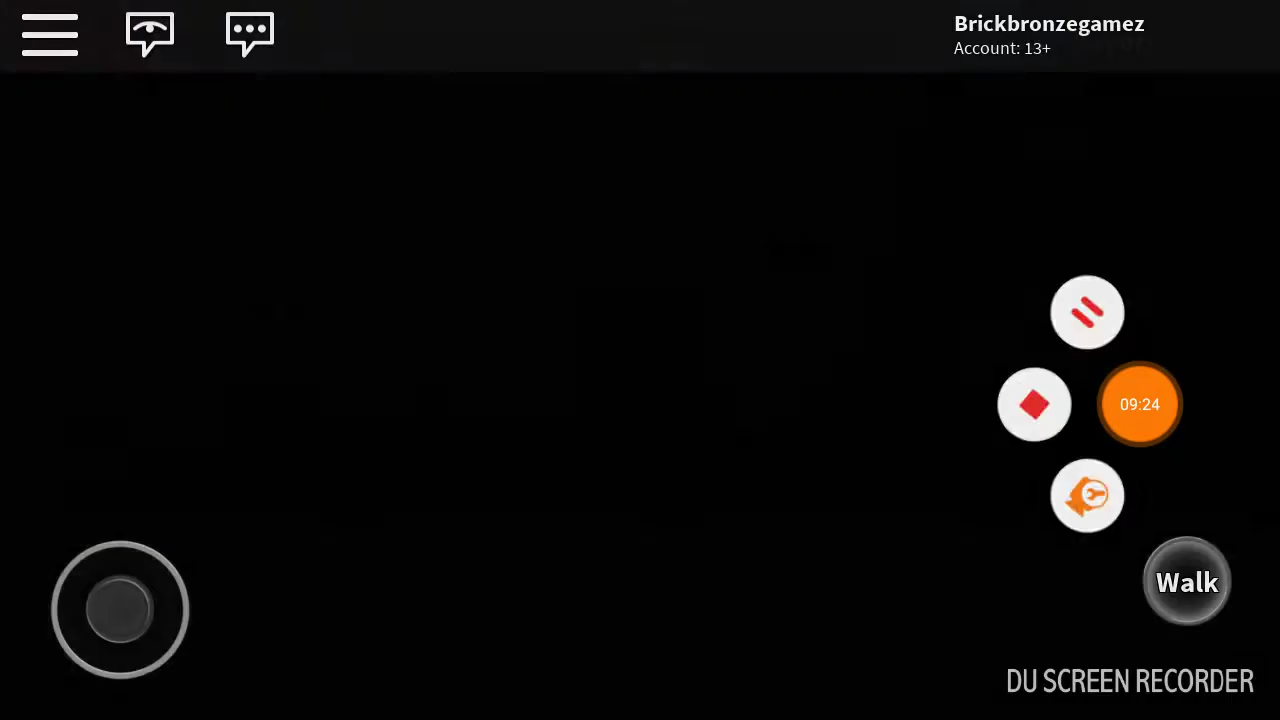 Brickbronzegamez
Account: 13+
09:24
Walk
DU SCREEN RECORDER